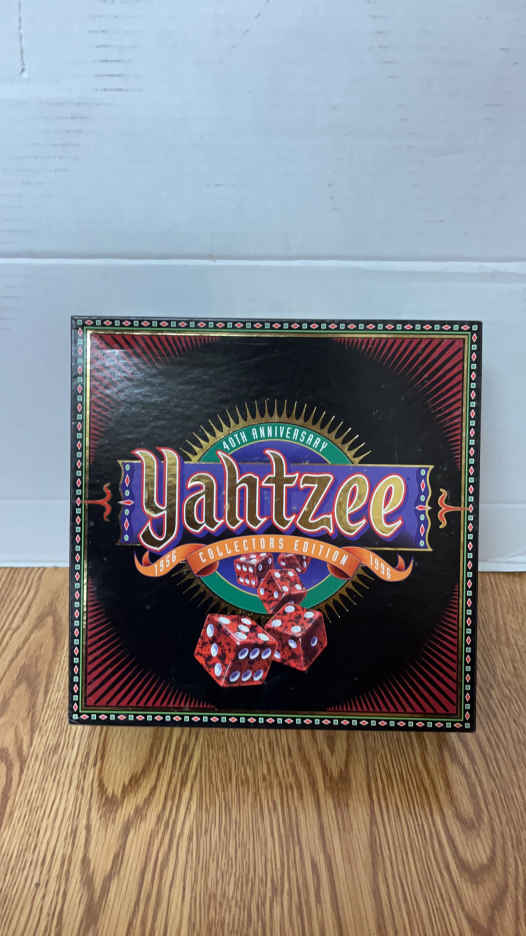 40TH ANNIVERSARY
Yahtzee
1956 COLLECTORS EDITION 1996